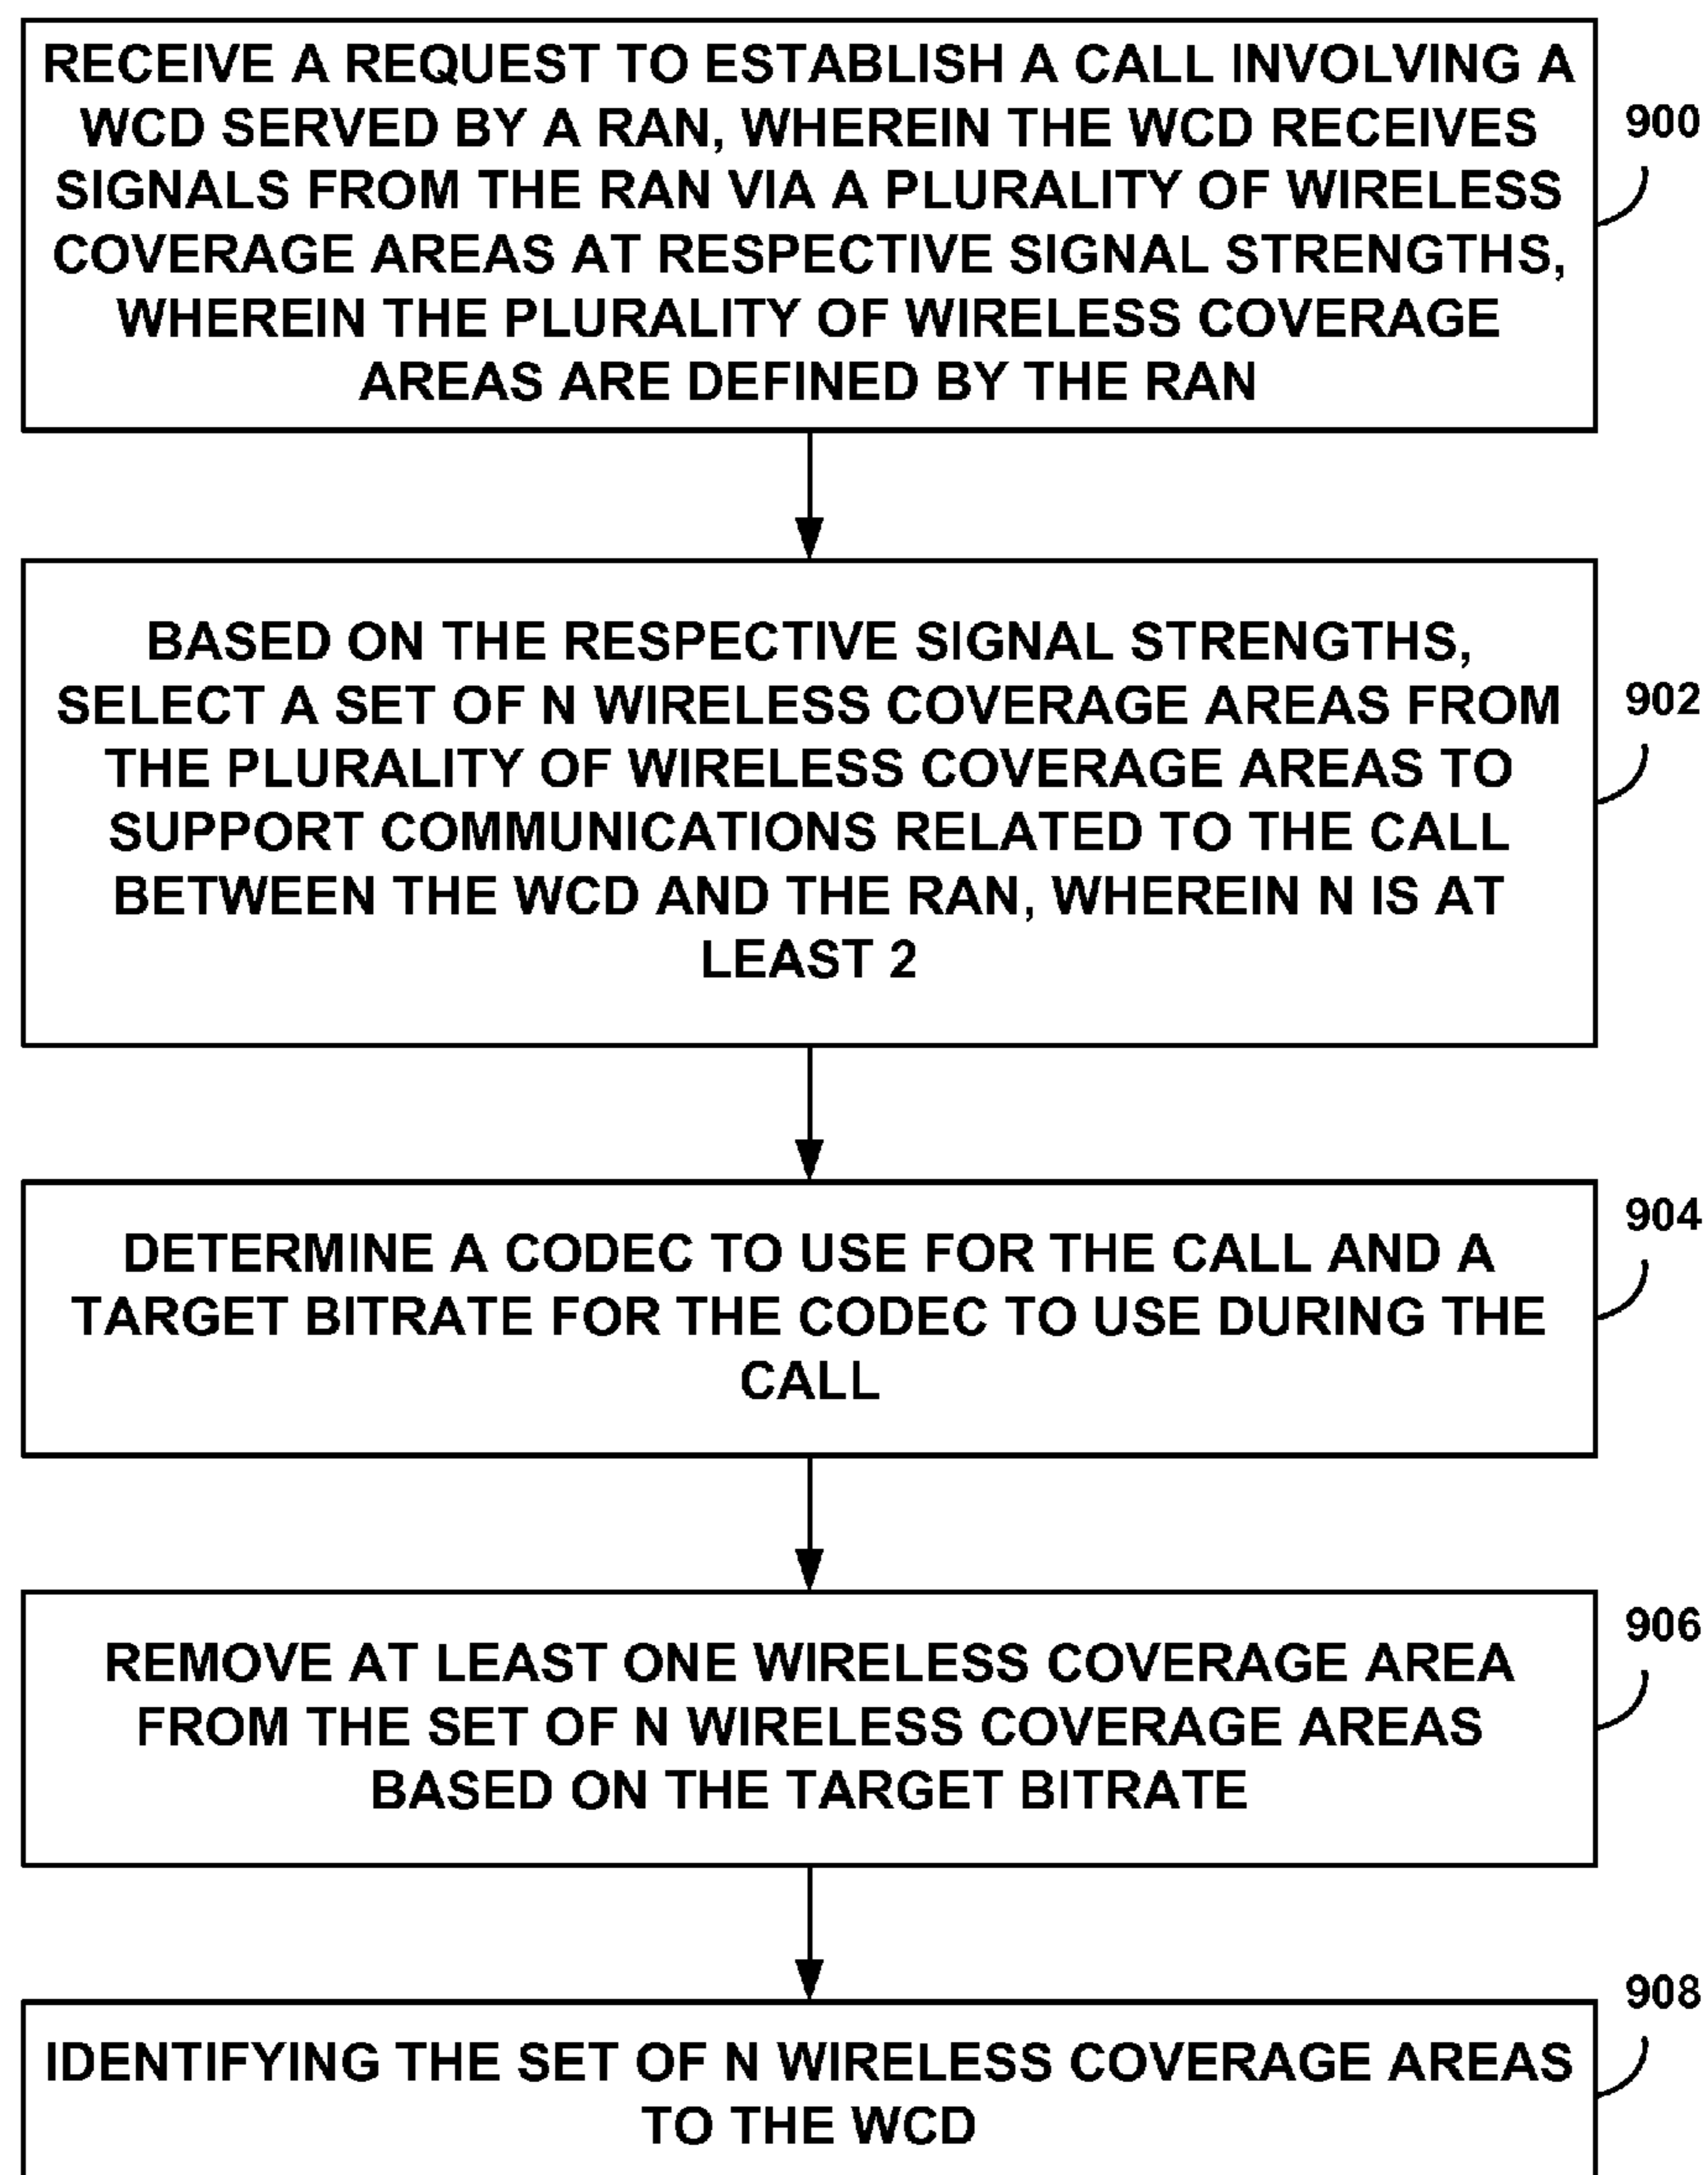 RECEIVE A REQUEST TO ESTABLISH A CALL INVOLVING A
WCD SERVED BY A RAN, WHEREIN THE WCD RECEIVES
SIGNALS FROM THE RAN VIA A PLURALITY OF WIRELESS
COVERAGE AREAS AT RESPECTIVE SIGNAL STRENGTHS,
WHEREIN THE PLURALITY OF WIRELESS COVERAGE
AREAS ARE DEFINED BY THE RAN
900
BASED ON THE RESPECTIVE SIGNAL STRENGTHS,
SELECT A SET OF N WIRELESS COVERAGE AREAS FROM
THE PLURALITY OF WIRELESS COVERAGE AREAS TO
SUPPORT COMMUNICATIONS RELATED TO THE CALL
BETWEEN THE WCD AND THE RAN, WHEREIN N IS AT
LEAST 2
902
DETERMINE A CODEC TO USE FOR THE CALL AND A
TARGET BITRATE FOR THE CODEC TO USE DURING THE
CALL
904
REMOVE AT LEAST ONE WIRELESS COVERAGE AREA
FROM THE SET OF N WIRELESS COVERAGE AREAS
BASED ON THE TARGET BITRATE
906
IDENTIFYING THE SET OF N WIRELESS COVERAGE AREAS
TO THE WCD
908